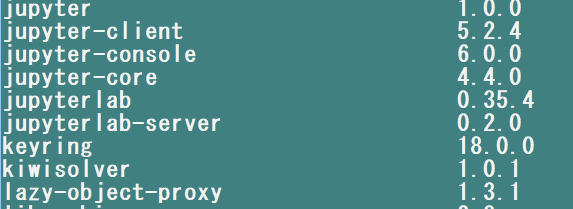 jupyter 1.0.0
jupyter-client 5.2.4
jupyter-console 6.0.0
jupyter-core 4.4.0
jupyterlab 0.35.4
jupyterlab-server 0.2.0
keyring 18.0.0
kiwisolver 1.0.1
lazy-object-proxy 1.3.1